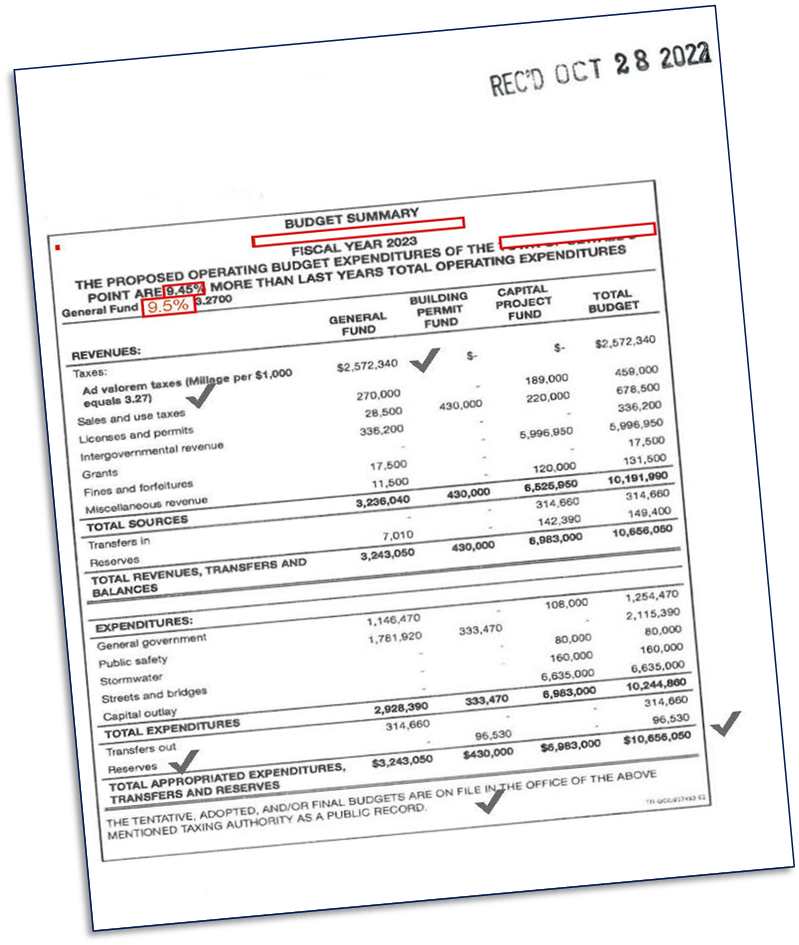 REC'D OCT 28 2022
BUDGET SUMMARY
FISCAL YEAR 2023
THE PROPOSED OPERATING BUDGET EXPENDITURES OF THE
POINT ARE 9.45% MORE THAN LAST YEARS TOTAL OPERATING EXPENDITURES
General Fund 9.5% 3.2700
GENERAL FUND BUILDING PERMIT FUND CAPITAL PROJECT FUND TOTAL BUDGET
REVENUES:
Taxes:
Ad valorem taxes (Millage per $1,000
equals 3.27) $2,572,340 $- $- $2,572,340
Sales and use taxes 270,000 - 189,000 459,000
Licenses and permits 28,500 430,000 220,000 678,500
Intergovernmental revenue 336,200 - - 336,200
Grants - - 5,996,950 5,996,950
Fines and forfeitures 17,500 - - 17,500
Miscellaneous revenue 11,500 - 120,000 131,500
TOTAL SOURCES 3,236,040 430,000 6,525,950 10,191,990
Transfers in - - 314,660 314,660
Reserves 7,010 - 142,390 149,400
TOTAL REVENUES, TRANSFERS AND
BALANCES 3,243,050 430,000 6,983,000 10,656,050
EXPENDITURES:
General government 1,146,470 - 108,000 1,254,470
Public safety 1,781,920 333,470 - 2,115,390
Stormwater - - 80,000 80,000
Streets and bridges - - 160,000 160,000
Capital outlay - - 6,635,000 6,635,000
TOTAL EXPENDITURES 2,928,390 333,470 6,983,000 10,244,860
Transfers out 314,660 - - 314,660
Reserves - 96,530 - 96,530
TOTAL APPROPRIATED EXPENDITURES,
TRANSFERS AND RESERVES $3,243,050 $430,000 $6,983,000 $10,656,050
THE TENTATIVE, ADOPTED, AND/OR FINAL BUDGETS ARE ON FILE IN THE OFFICE OF THE ABOVE
MENTIONED TAXING AUTHORITY AS A PUBLIC RECORD.